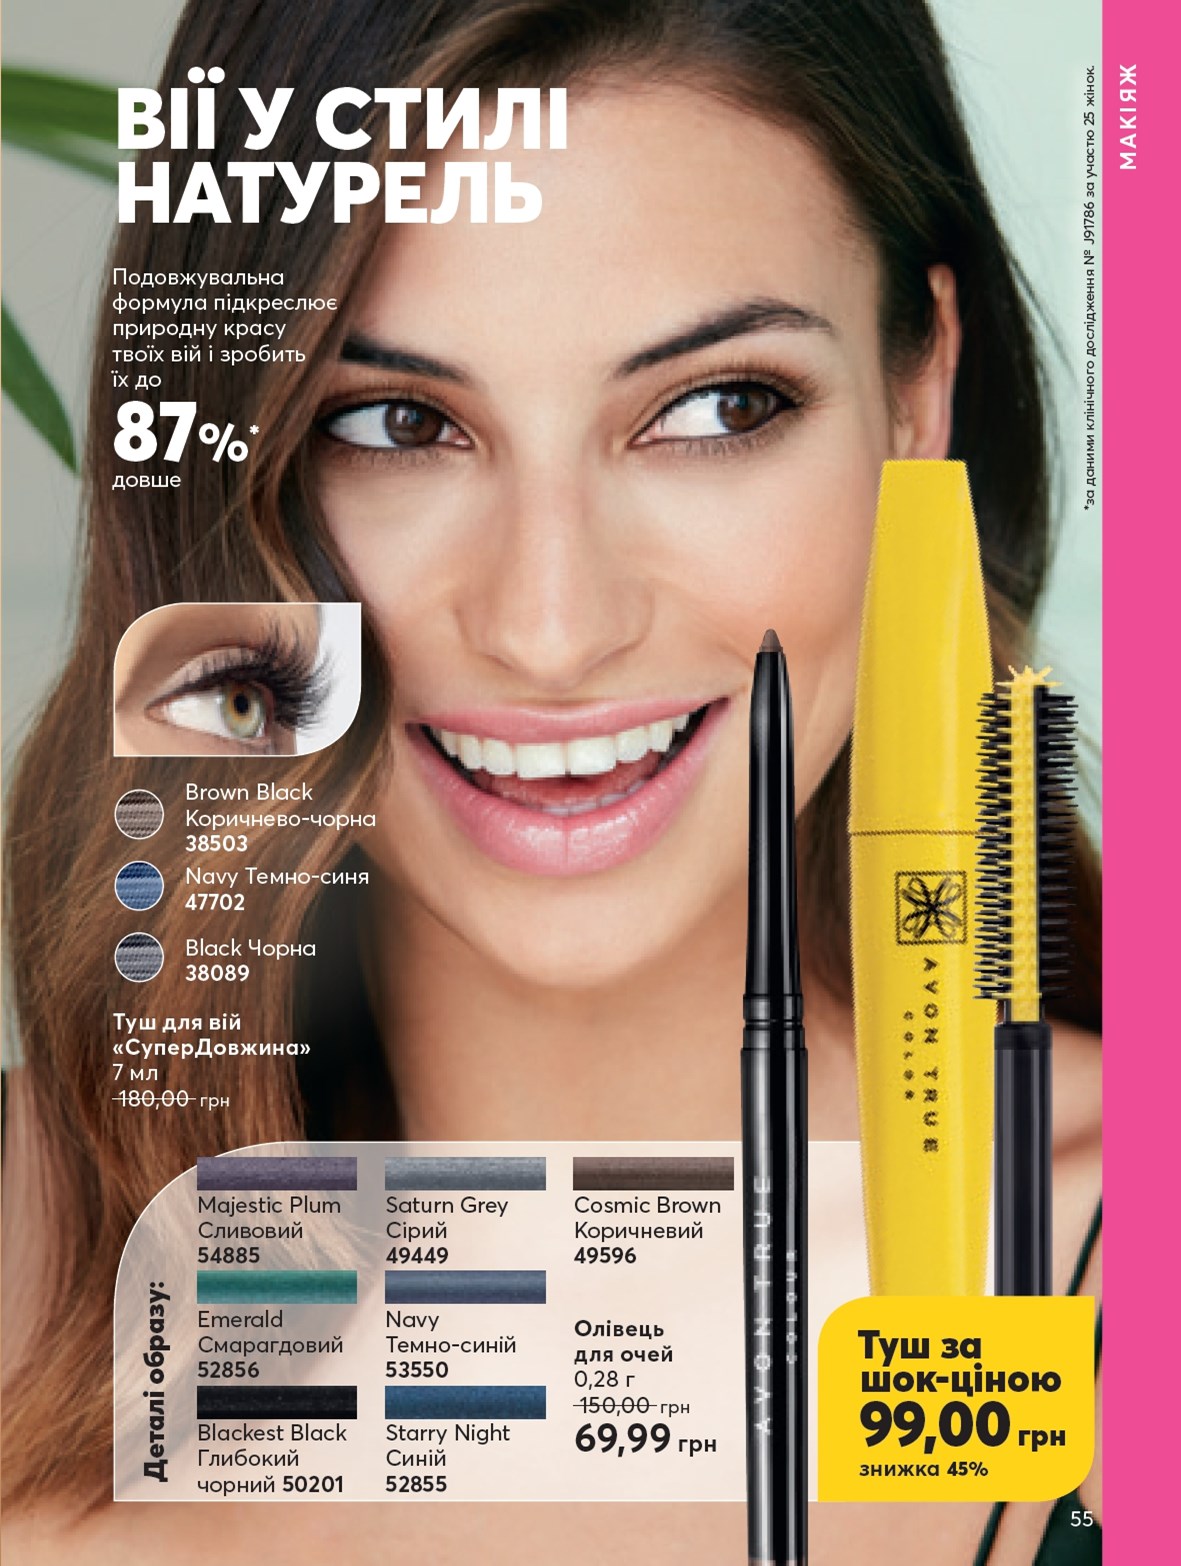 МАКІЯЖ
*за даними клінічного дослідження № J91786 за участю 25 жінок.
ВІЇ У СТИЛІ
НАТУРЕЛЬ
Подовжувальна
формула підкреслює
природну красу
твоїх вій і зробить
їх до
87%*
довше
Brown Black
Коричнево-чорна
38503
Navy Темно-синя
47702
Black Чорна
38089
Туш для вій
«СуперДовжина»
7 мл
180,00 грн
Деталі образу:
Majestic Plum
Сливовий
54885
Saturn Grey
Сірий
49449
Cosmic Brown
Коричневий
49596
Emerald
Смарагдовий
52856
Navy
Темно-синій
53550
Blackest Black
Глибокий
чорний 50201
Starry Night
Синій
52855
Олівець
для очей
0,28 г
150,00 грн
69,99 грн
AVON TRUE
COLOUR
AVON TRUE
COLOR
Туш за
шок-ціною
99,00 грн
знижка 45%
55